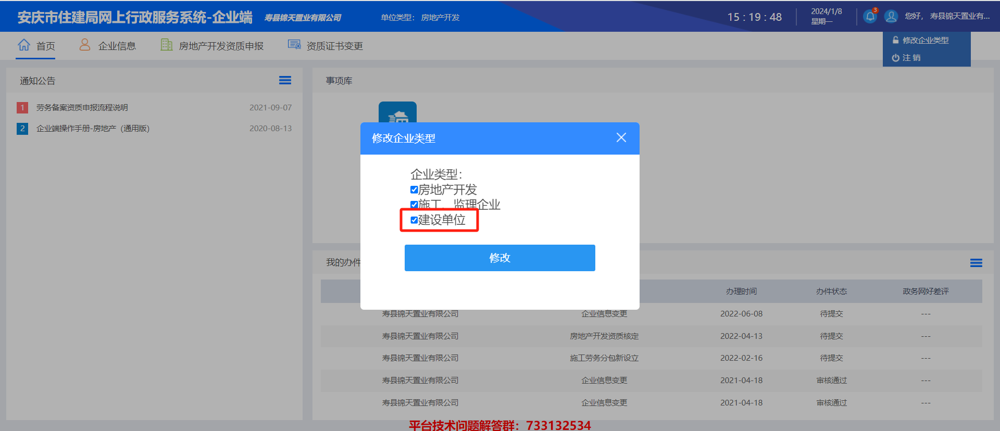 安庆市住建局网上行政服务系统-企业端 寿县锦天置业有限公司 单位类型： 房地产开发 15 : 19 : 48 2024/1/8 星期一 3 您好， 寿县锦天置业有...
首页 企业信息 房地产开发资质申报 资质证书变更
修改企业类型
注 销
通知公告
1 劳务备案资质申报流程说明 2021-09-07
2 企业端操作手册-房地产（通用版） 2020-08-13
事项库
修改企业类型
企业类型：
房地产开发
施工、监理企业
建设单位
修改
我的办件
办理时间 办件状态 政务网好差评
寿县锦天置业有限公司 企业信息变更 2022-06-08 待提交 ---
寿县锦天置业有限公司 房地产开发资质核定 2022-04-13 待提交 ---
寿县锦天置业有限公司 施工劳务分包新设立 2022-02-16 待提交 ---
寿县锦天置业有限公司 企业信息变更 2021-04-18 审核通过 ---
寿县锦天置业有限公司 企业信息变更 2021-04-18 审核通过 ---
平台技术问题解答群：733132534